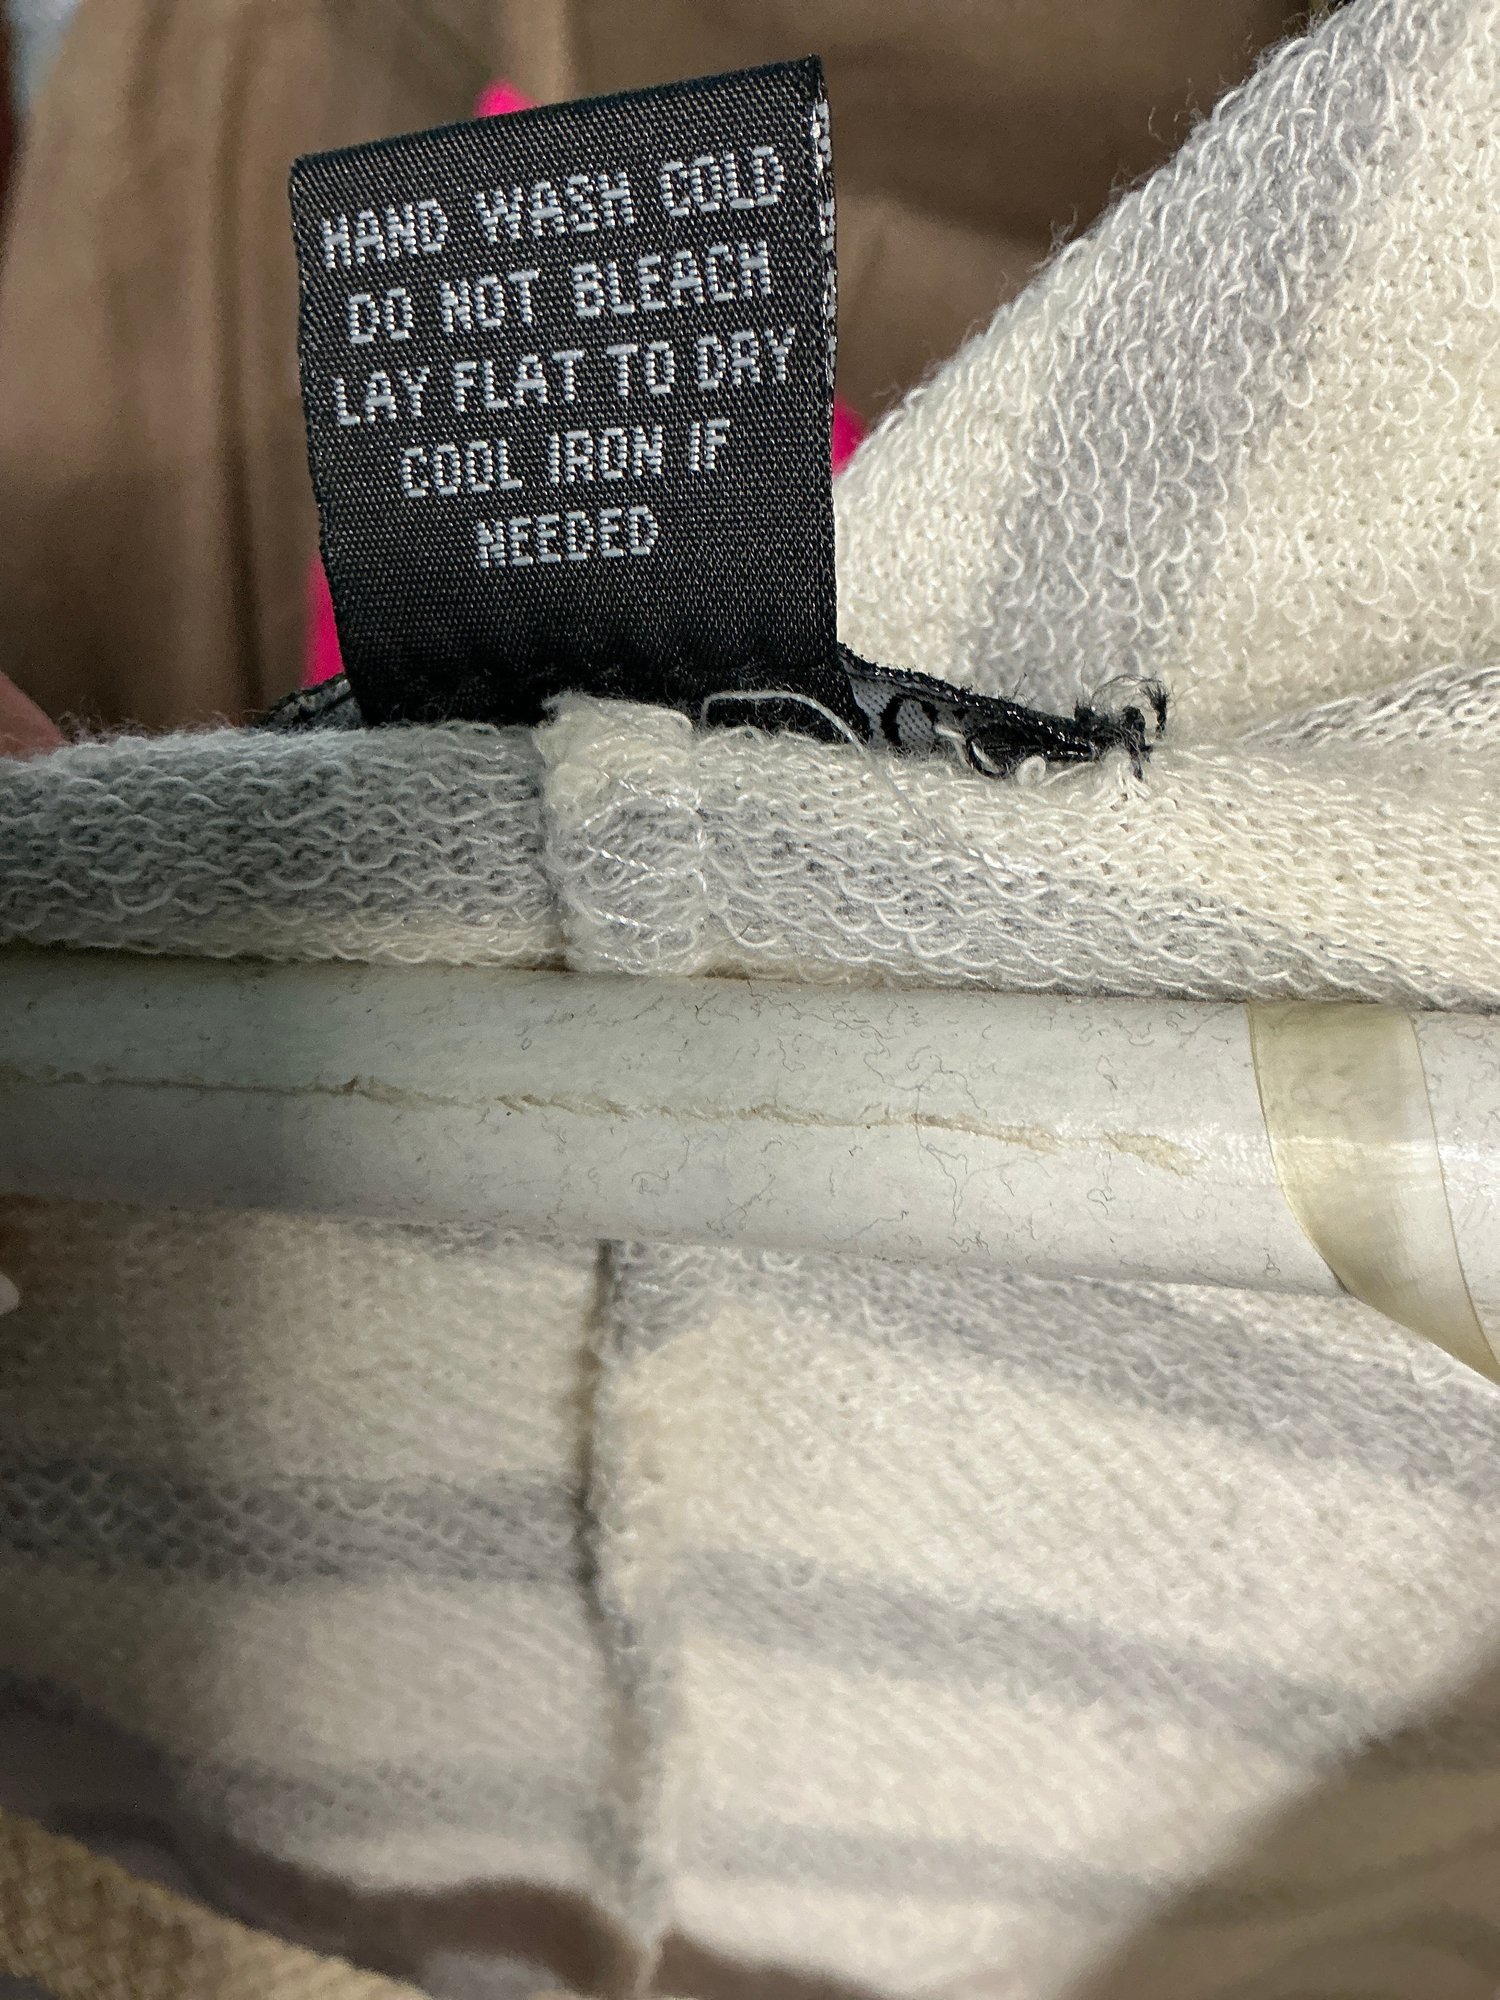 HAND WASH COLD
DO NOT BLEACH
LAY FLAT TO DRY
COOL IRON IF
NEEDED